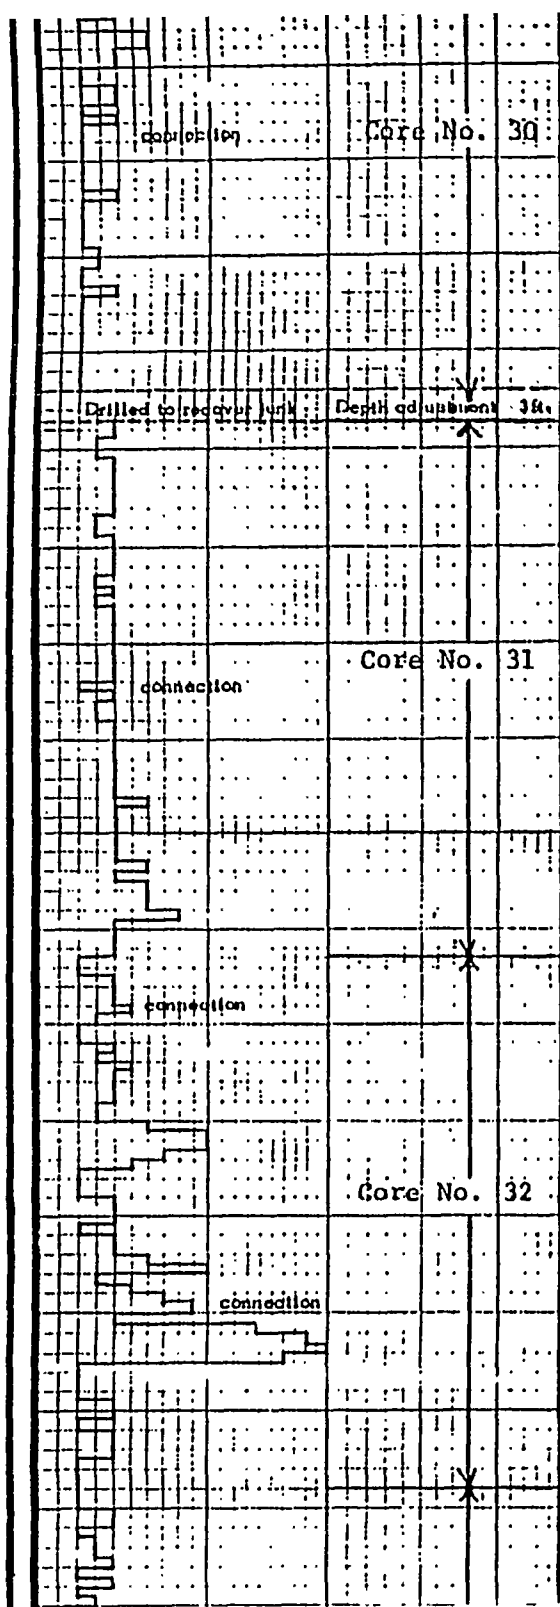 connection Core No. 30
Drilled to recover junk Depth adjustment 3ft.
Core No. 31
connection
connection
Core No. 32
connection